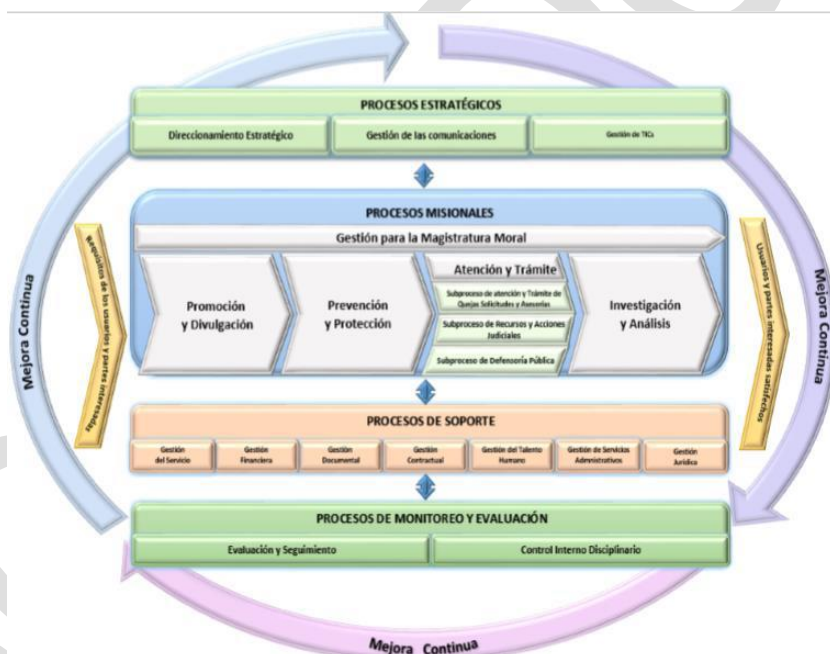 PROCESOS ESTRATÉGICOS
Direccionamiento Estratégico
Gestión de las comunicaciones
Gestión de TICs
PROCESOS MISIONALES
Gestión para la Magistratura Moral
Promoción
y Divulgación
Prevención
y Protección
Atención y Trámite
Subproceso de atención y Trámite de
Quejas Solicitudes y Asesorías
Subproceso de Recursos y Acciones
Judiciales
Subproceso de Defensoría Pública
Investigación
y Análisis
Requisitos de los usuarios y partes interesadas
Usuarios y partes interesadas satisfechos
Mejora Continua
Mejora Continua
PROCESOS DE SOPORTE
Gestión
del Servicio
Gestión
Financiera
Gestión
Documental
Gestión
Contractual
Gestión del Talento
Humano
Gestión de Servicios
Administrativos
Gestión
Jurídica
PROCESOS DE MONITOREO Y EVALUACIÓN
Evaluación y Seguimiento
Control Interno Disciplinario
Mejora Continua